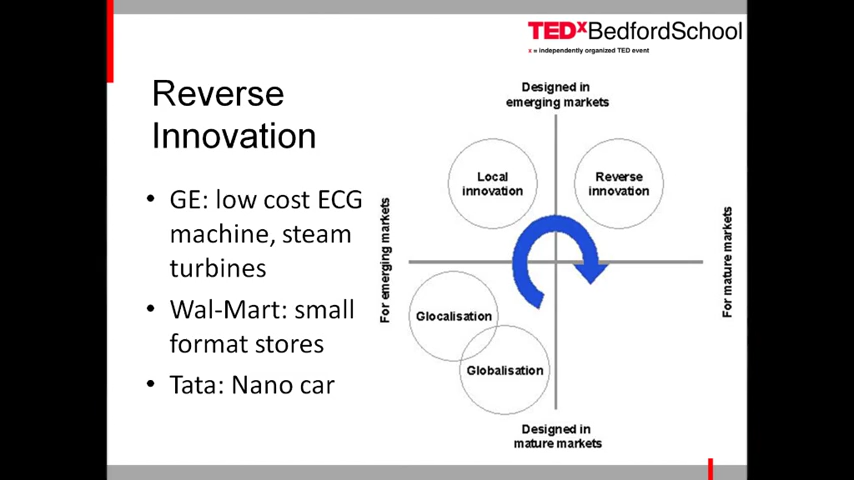 TEDxBedfordSchool
x = independently organized TED event
Reverse
Innovation
• GE: low cost ECG
machine, steam
turbines
• Wal-Mart: small
format stores
• Tata: Nano car
Designed in
emerging markets
Local
innovation
Reverse
innovation
For emerging markets
For mature markets
Glocalisation
Globalisation
Designed in
mature markets